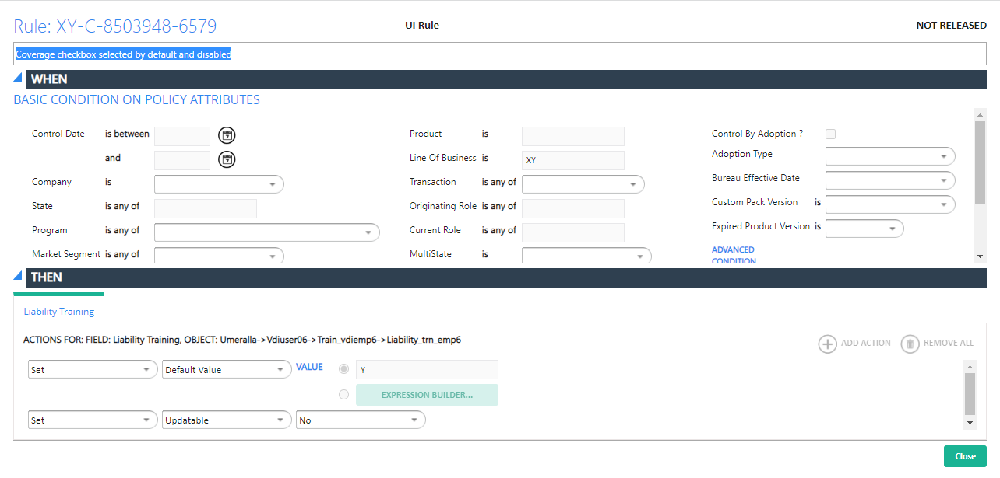 Rule: XY-C-8503948-6579 UI Rule NOT RELEASED
Coverage checkbox selected by default and disabled
WHEN
BASIC CONDITION ON POLICY ATTRIBUTES
Control Date is between 7 Product is Control By Adoption ?
and 7 Line Of Business is XY Adoption Type
Company is Transaction is any of Bureau Effective Date
State is any of Originating Role is any of Custom Pack Version is
Program is any of Current Role is any of Expired Product Version is
Market Segment is any of MultiState is ADVANCED
CONDITION
THEN
Liability Training
ACTIONS FOR: FIELD: Liability Training, OBJECT: Umeralla->Vdiuser06->Train_vdiemp6->Liability_trn_emp6 ADD ACTION REMOVE ALL
Set Default Value VALUE Y
EXPRESSION BUILDER...
Set Updatable No
Close